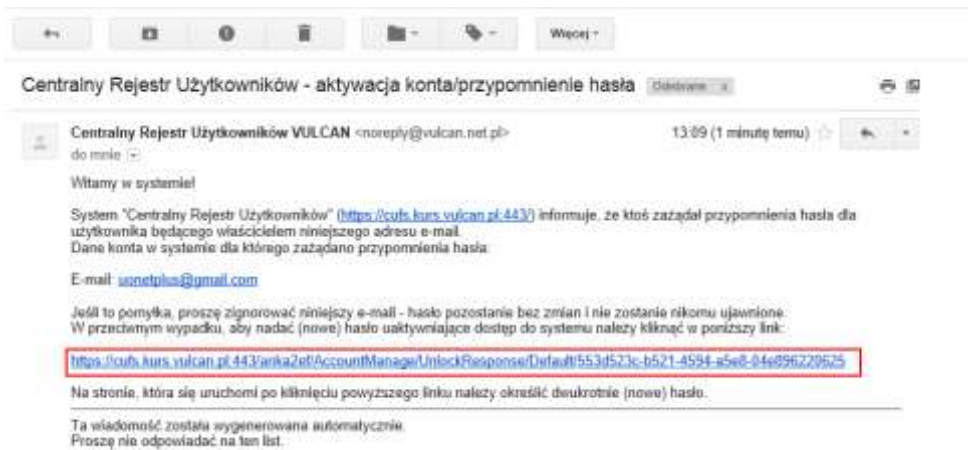 Więcej
Centralny Rejestr Użytkowników - aktywacja konta/przypomnienie hasła Odebrane x
Centralny Rejestr Użytkowników VULCAN <noreply@vulcan.net.pl> 13:09 (1 minutę temu)
do mnie
Witamy w systemie!
System "Centralny Rejestr Użytkowników" (https://cufs.kurs.vulcan.pl:443/) informuje, że ktoś zażądał przypomnienia hasła dla
użytkownika będącego właścicielem niniejszego adresu e-mail.
Dane konta w systemie dla którego zażądano przypomnienia hasła:
E-mail: uonetplus@gmail.com
Jeśli to pomyłka, proszę zignorować niniejszy e-mail - hasło pozostanie bez zmian i nie zostanie nikomu ujawnione.
W przeciwnym wypadku, aby nadać (nowe) hasło uaktywniające dostęp do systemu należy kliknąć w poniższy link:
https://cufs.kurs.vulcan.pl:443/anka2ef/AccountManage/UnlockResponse/Default/553d523c-b521-4594-a5e8-04e896220625
Na stronie, która się uruchomi po kliknięciu powyższego linku należy określić dwukrotnie (nowe) hasło.
Ta wiadomość została wygenerowana automatycznie.
Proszę nie odpowiadać na ten list.